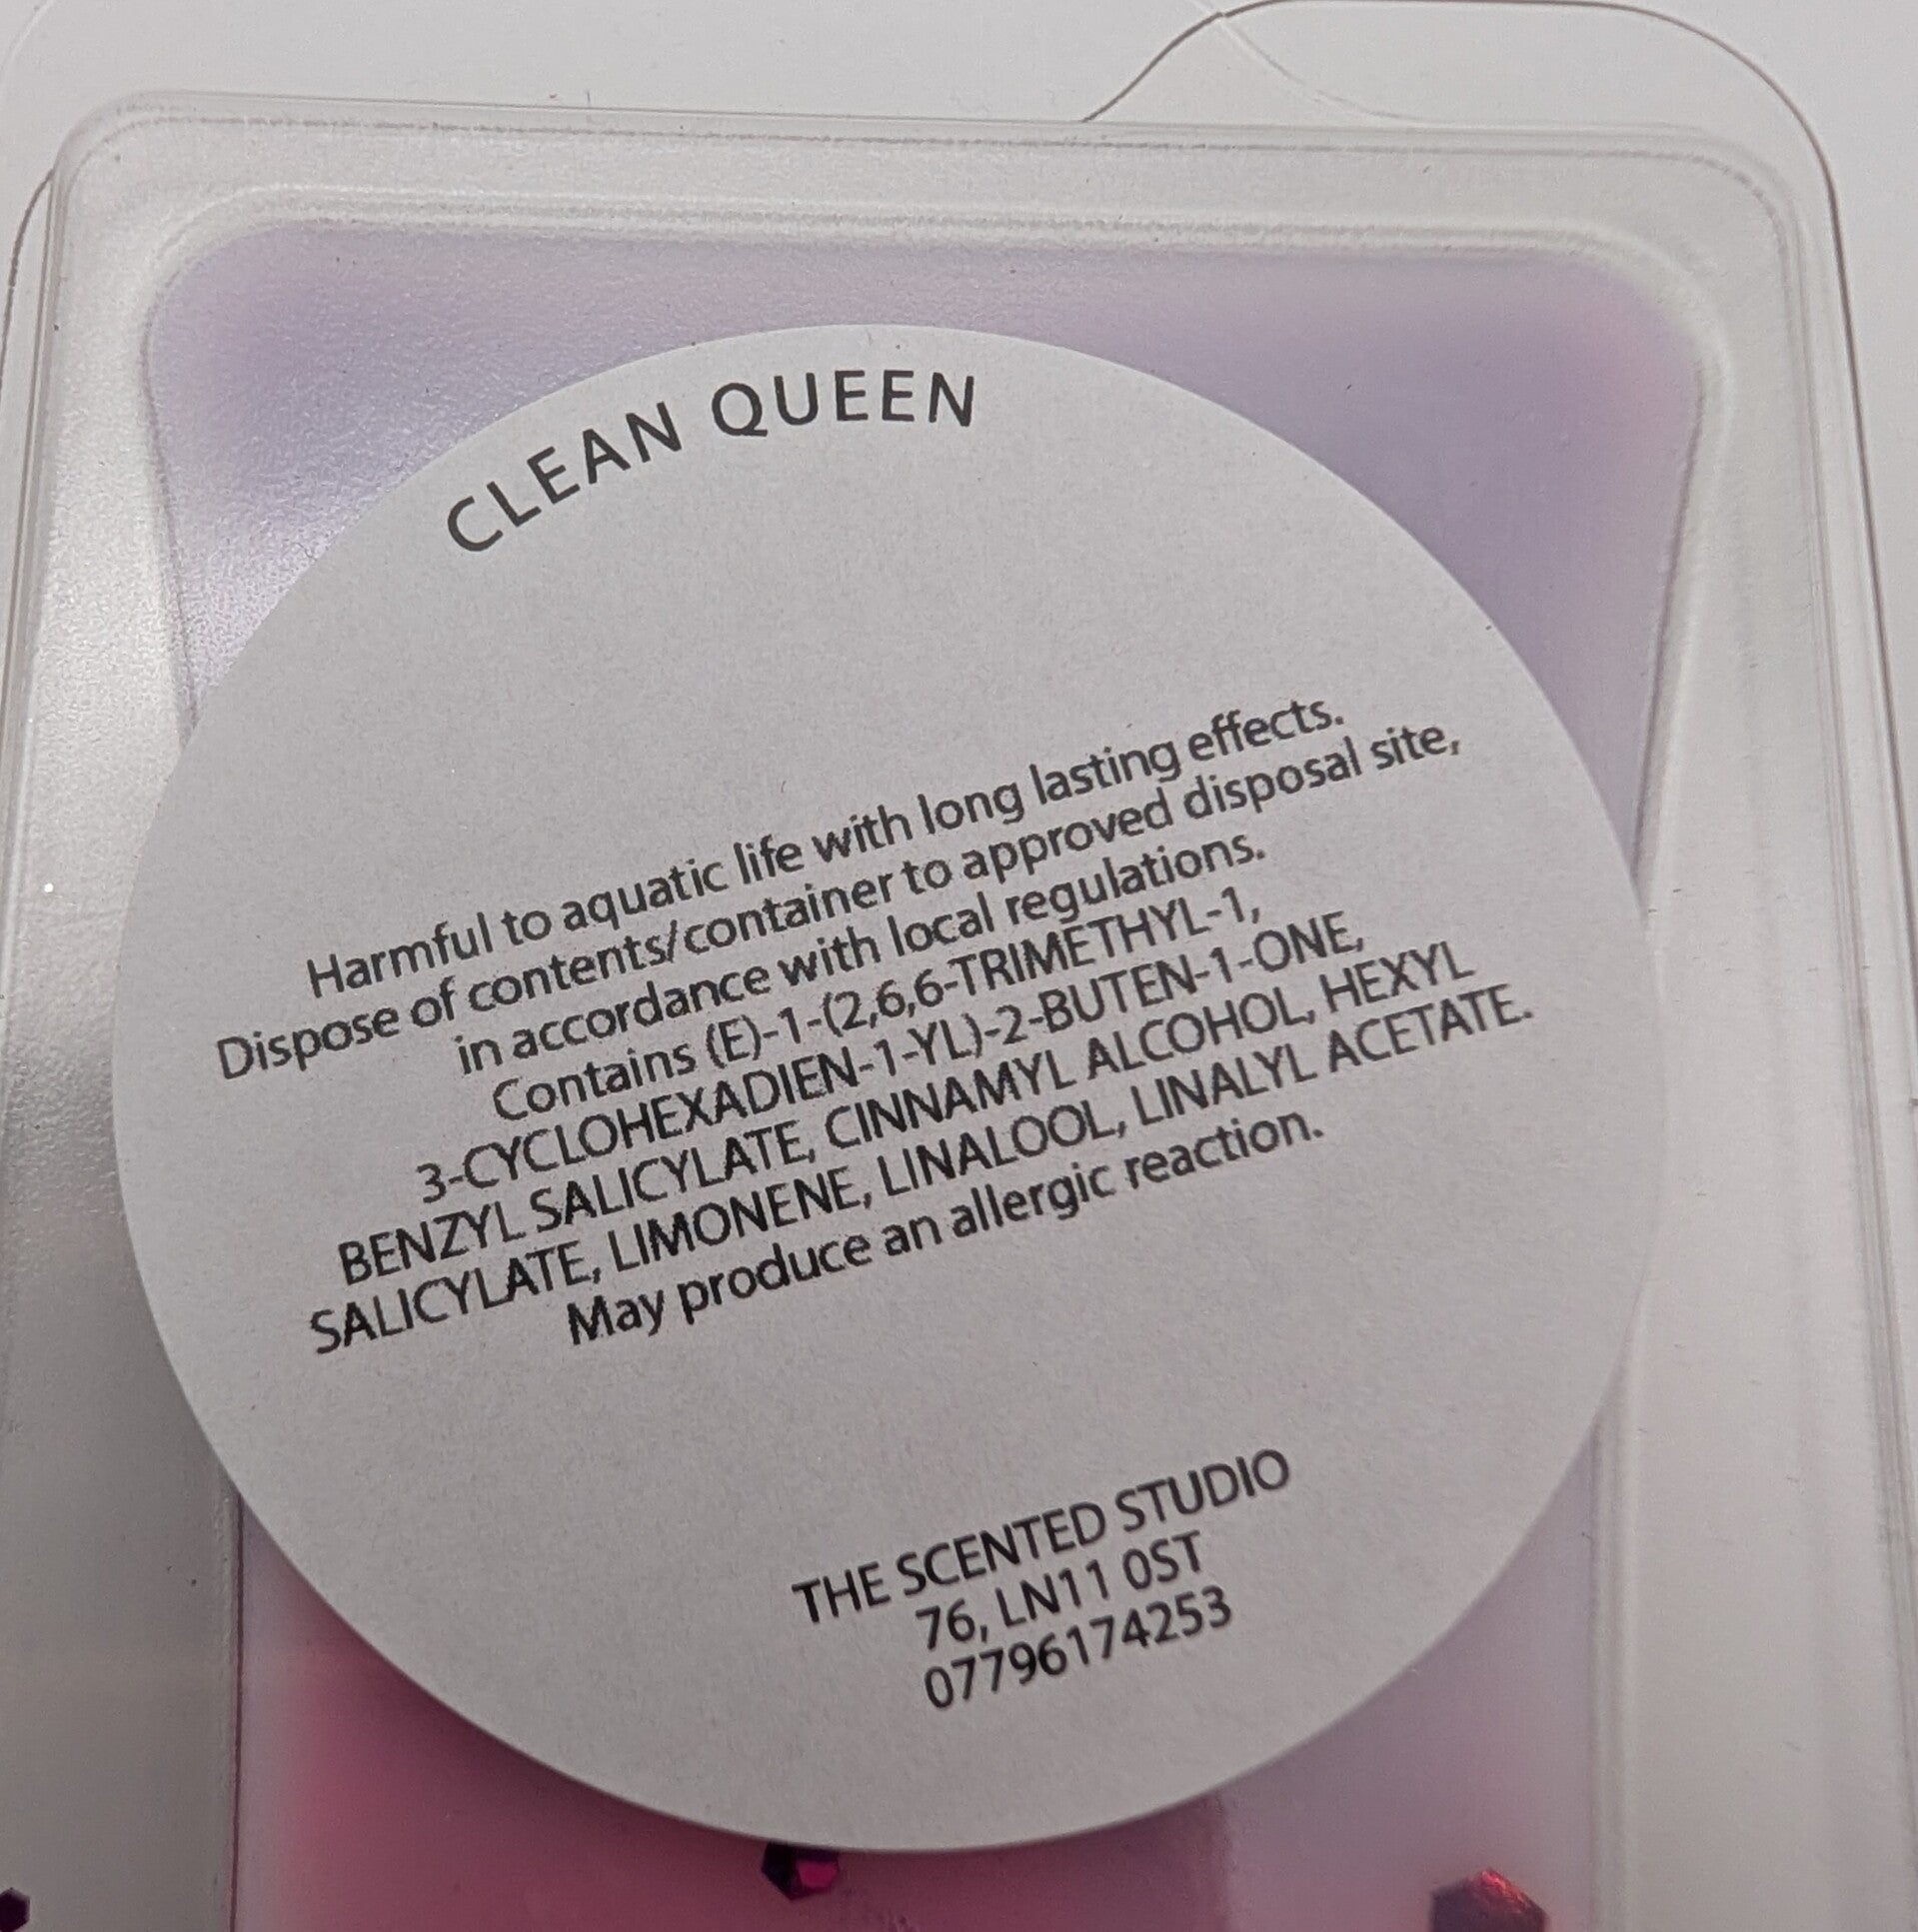 CLEAN QUEEN
Harmful to aquatic life with long lasting effects.
Dispose of contents/container to approved disposal site,
in accordance with local regulations.
Contains (E)-1-(2,6,6-TRIMETHYL-1,
3-CYCLOHEXADIEN-1-YL)-2-BUTEN-1-ONE,
BENZYL SALICYLATE, CINNAMYL ALCOHOL, HEXYL
SALICYLATE, LIMONENE, LINALOOL, LINALYL ACETATE.
May produce an allergic reaction.
THE SCENTED STUDIO
76, LN11 0ST
07796174253